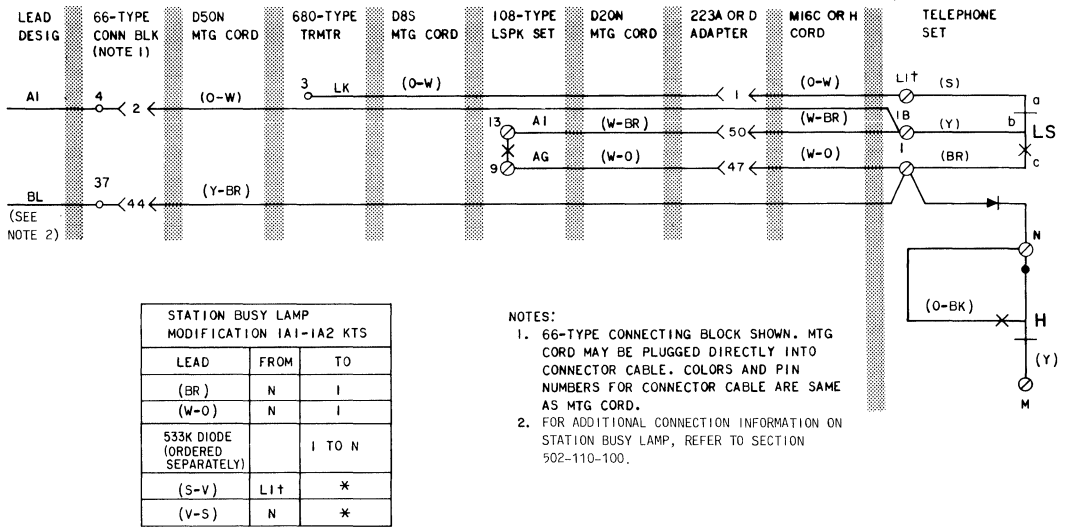 LEAD DESIG
66-TYPE CONN BLK (NOTE 1)
D50N MTG CORD
680-TYPE TRMTR
D8S MTG CORD
108-TYPE LSPK SET
D20N MTG CORD
223A OR D ADAPTER
M16C OR H CORD
TELEPHONE SET
3 LK (O-W) 1 (O-W) L1† (S)
A1 4 2 (O-W) a
13 A1 (W-BR) 50 (W-BR) 1B (Y) b LS
9 AG (W-O) 47 (W-O) 1 (BR) c
BL 37 44 (Y-BR)
(SEE
NOTE 2)
N
(O-BK) H
(Y)
M
STATION BUSY LAMP
MODIFICATION 1A1-1A2 KTS
LEAD FROM TO
(BR) N 1
(W-O) N 1
533K DIODE
(ORDERED
SEPARATELY) 1 TO N
(S-V) L1† *
(V-S) N *
NOTES:
1. 66-TYPE CONNECTING BLOCK SHOWN. MTG
CORD MAY BE PLUGGED DIRECTLY INTO
CONNECTOR CABLE. COLORS AND PIN
NUMBERS FOR CONNECTOR CABLE ARE SAME
AS MTG CORD.
2. FOR ADDITIONAL CONNECTION INFORMATION ON
STATION BUSY LAMP, REFER TO SECTION
502-110-100.